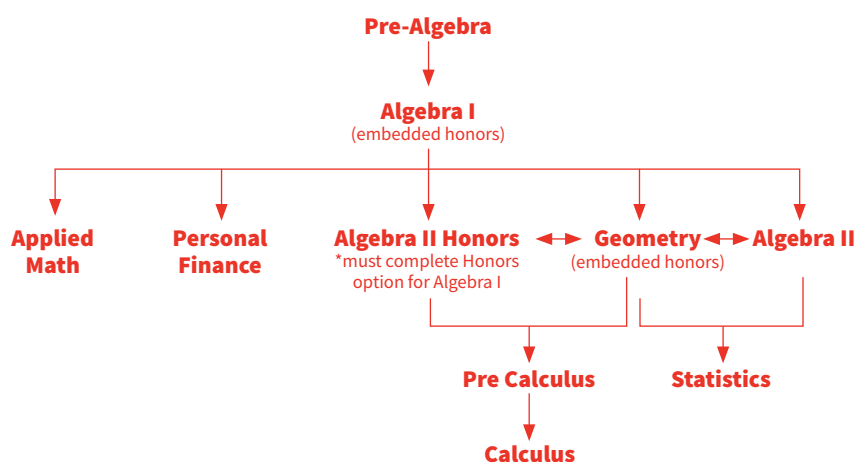 Pre-Algebra
Algebra I
(embedded honors)
Applied
Math
Personal
Finance
Algebra II Honors
*must complete Honors
option for Algebra I
Geometry
(embedded honors)
Algebra II
Pre Calculus
Statistics
Calculus